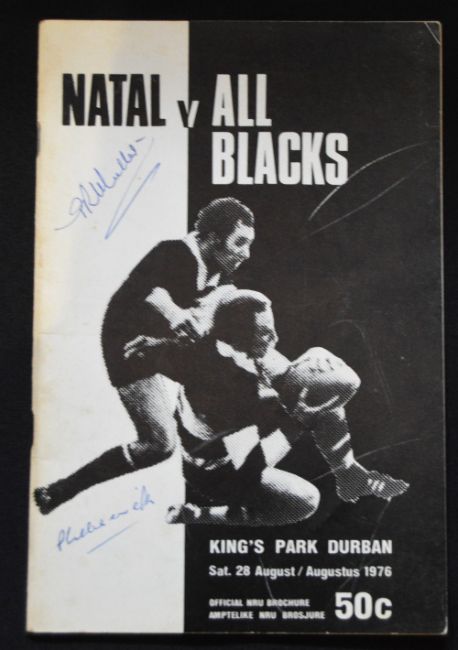 NATAL v ALL
BLACKS
KING'S PARK DURBAN
Sat. 28 August/Augustus 1976
OFFICIAL NRU BROCHURE
AMPTELIKE NRU BROSJURE
50c